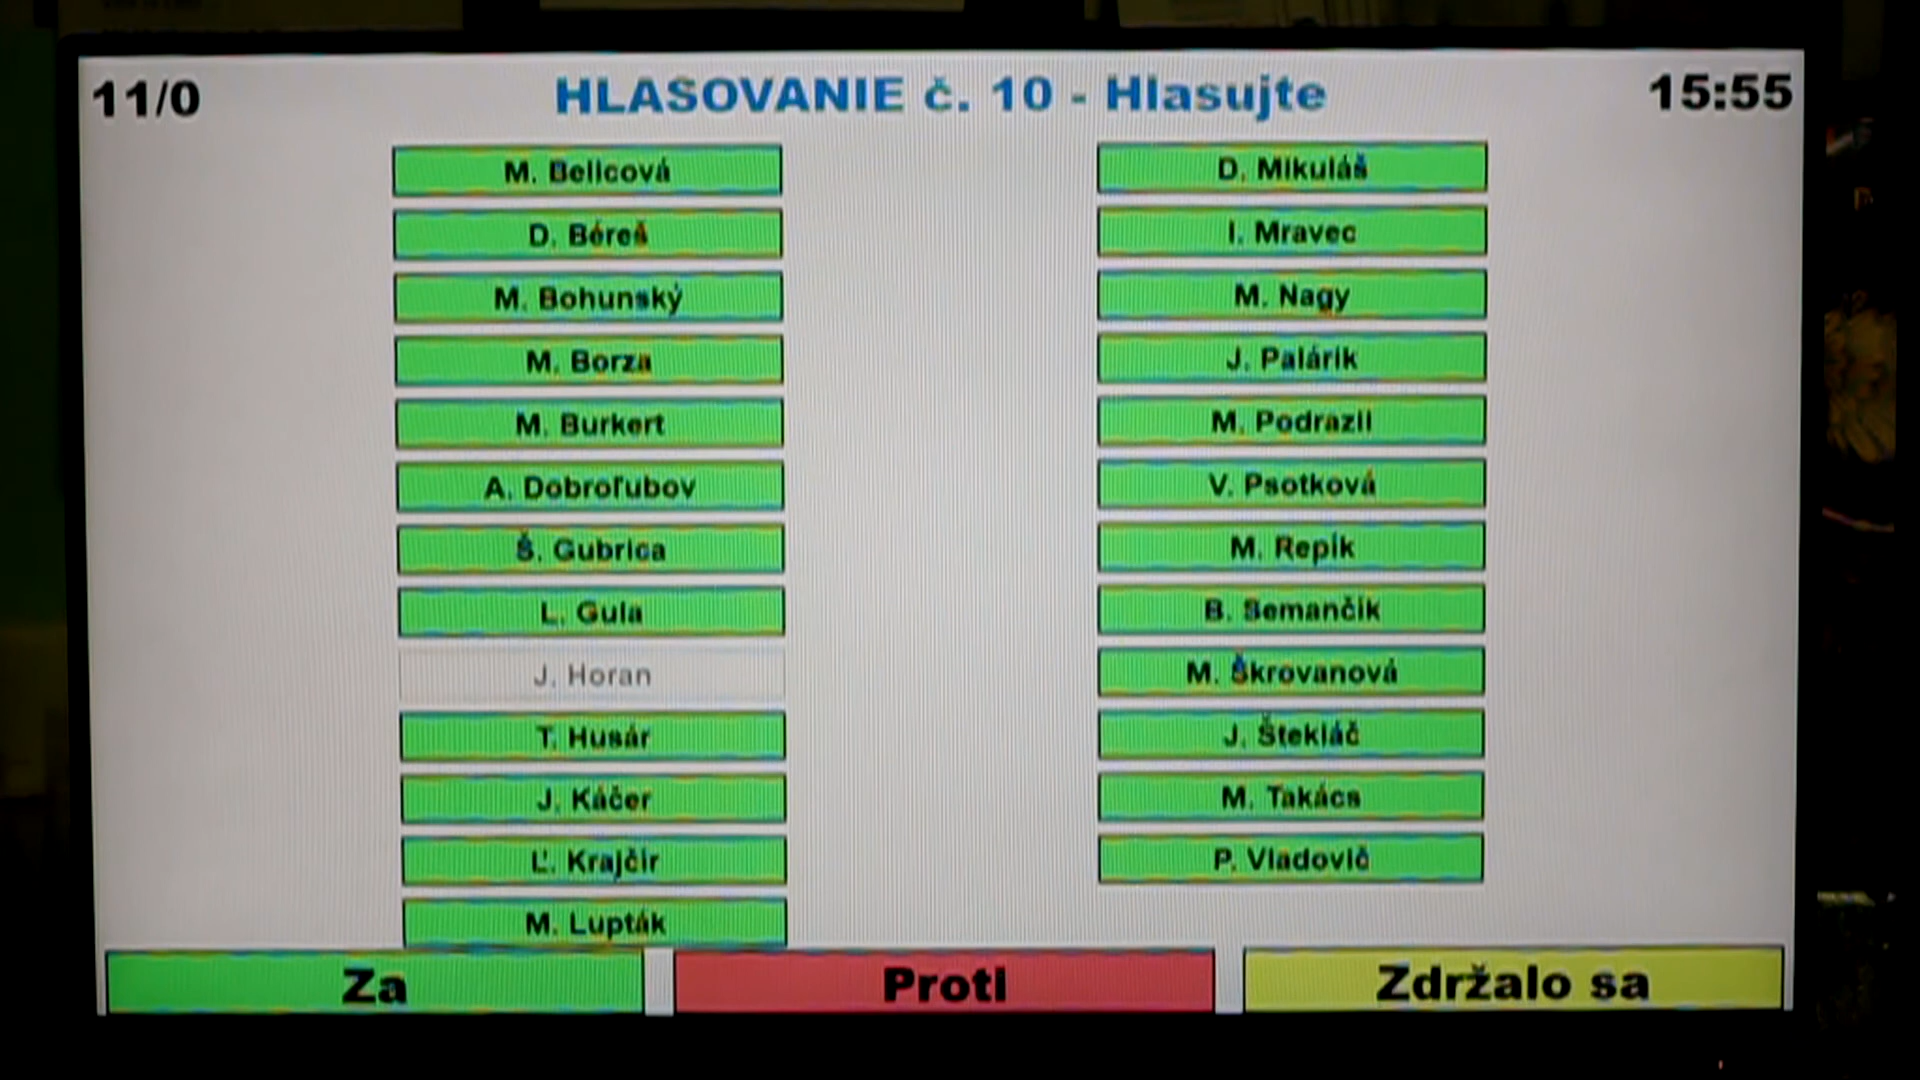 11/0 HLASOVANIE č. 10 - Hlasujte 15:55
M. Belicová
D. Béreš
M. Bohunský
M. Borza
M. Burkert
A. Dobroľubov
Š. Gubrica
L. Gula
J. Horan
T. Husár
J. Káčer
Ľ. Krajčír
M. Lupták
D. Mikuláš
I. Mravec
M. Nagy
J. Palárik
M. Podrazil
V. Psotková
M. Repík
B. Semančík
M. Škrovanová
J. Štekláč
M. Takács
P. Vladovič
Za Proti Zdržalo sa